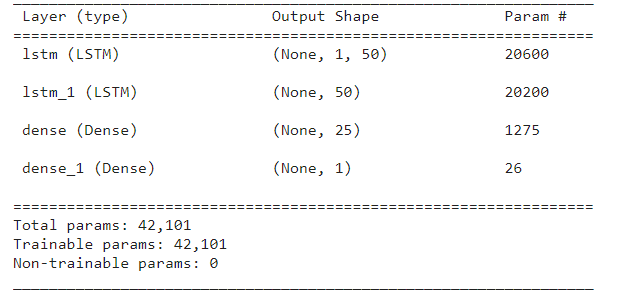 Layer (type) Output Shape Param #
lstm (LSTM) (None, 1, 50) 20600
lstm_1 (LSTM) (None, 50) 20200
dense (Dense) (None, 25) 1275
dense_1 (Dense) (None, 1) 26
Total params: 42,101
Trainable params: 42,101
Non-trainable params: 0